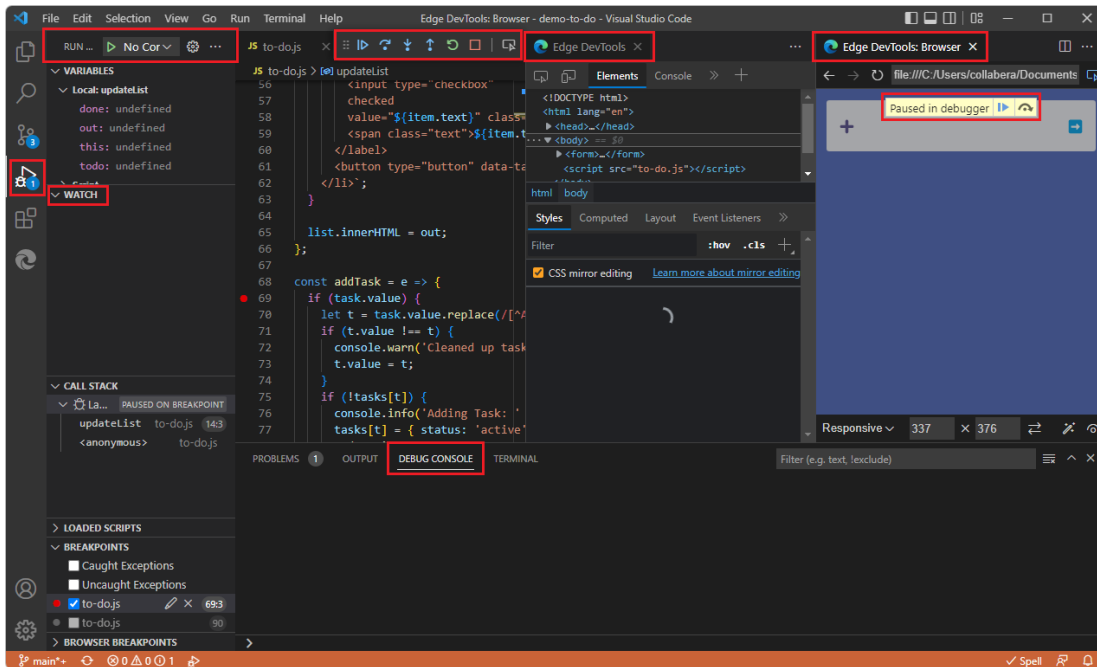 File Edit Selection View Go Run Terminal Help
Edge DevTools: Browser - demo-to-do - Visual Studio Code
RUN ...
No Cor
VARIABLES
Local: updateList
done: undefined
out: undefined
this: undefined
todo: undefined
WATCH
CALL STACK
La... PAUSED ON BREAKPOINT
updateList to-do.js 14:3
<anonymous> to-do.js
LOADED SCRIPTS
BREAKPOINTS
Caught Exceptions
Uncaught Exceptions
to-do.js 69:3
to-do.js 90
BROWSER BREAKPOINTS
3
1
JS to-do.js
JS to-do.js > updateList
56 <input type="checkbox"
57 checked
58 value="${item.text}" class
59 <span class="text">${item.t
60 </label>
61 <button type="button" data-ta
62 </li>`;
63 }
64
65 list.innerHTML = out;
66 };
67
68 const addTask = e => {
69 if (task.value) {
70 let t = task.value.replace(/[^A
71 if (t.value !== t) {
72 console.warn('Cleaned up task
73 t.value = t;
74 }
75 if (!tasks[t]) {
76 console.info('Adding Task: '
77 tasks[t] = { status: 'active'
Edge DevTools
Elements Console
<!DOCTYPE html>
<html lang="en">
<head>…</head>
<body> == $0
<form>…</form>
<script src="to-do.js"></script>
html body
Styles Computed Layout Event Listeners
Filter :hov .cls
CSS mirror editing Learn more about mirror editing
Edge DevTools: Browser
file:///C:/Users/collabera/Documents
Paused in debugger
Responsive 337 × 376
PROBLEMS 1 OUTPUT DEBUG CONSOLE TERMINAL
Filter (e.g. text, !exclude)
main*+ 0 0 1 Spell